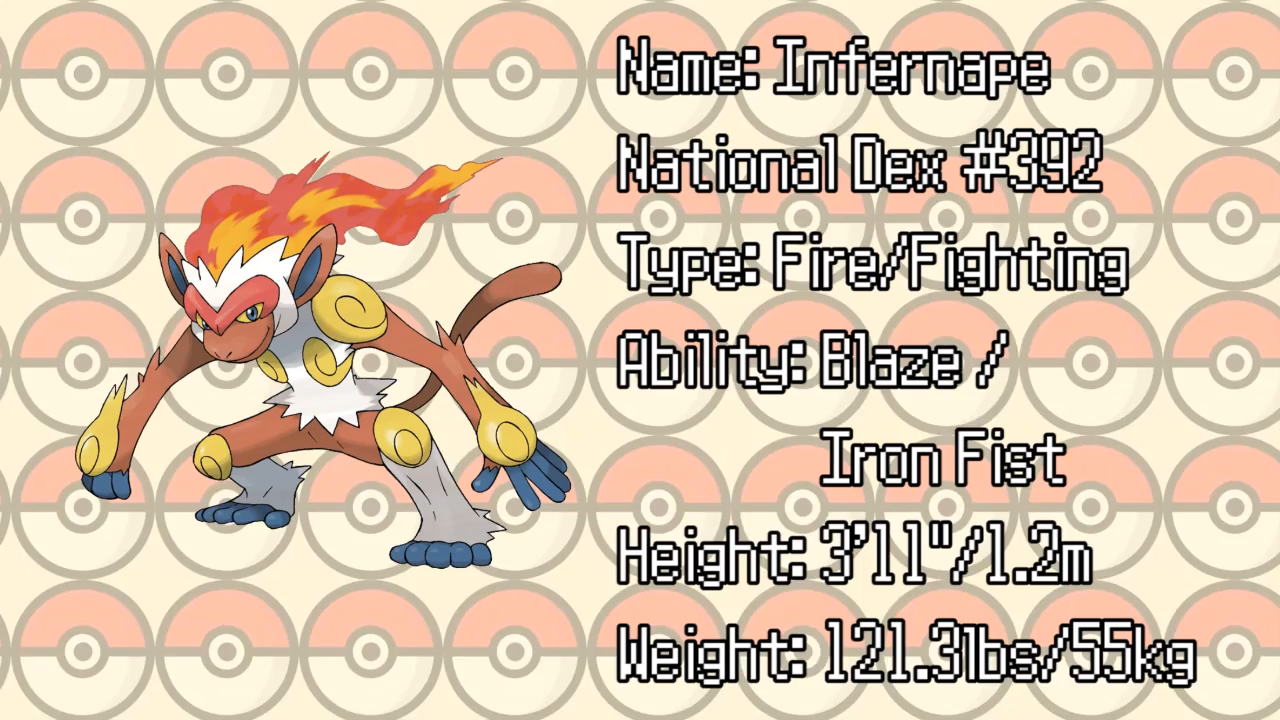 Name: Infernape
National Dex #392
Type: Fire/Fighting
Ability: Blaze /
Iron Fist
Height: 3'11"/1.2m
Weight: 121.3lbs/55kg